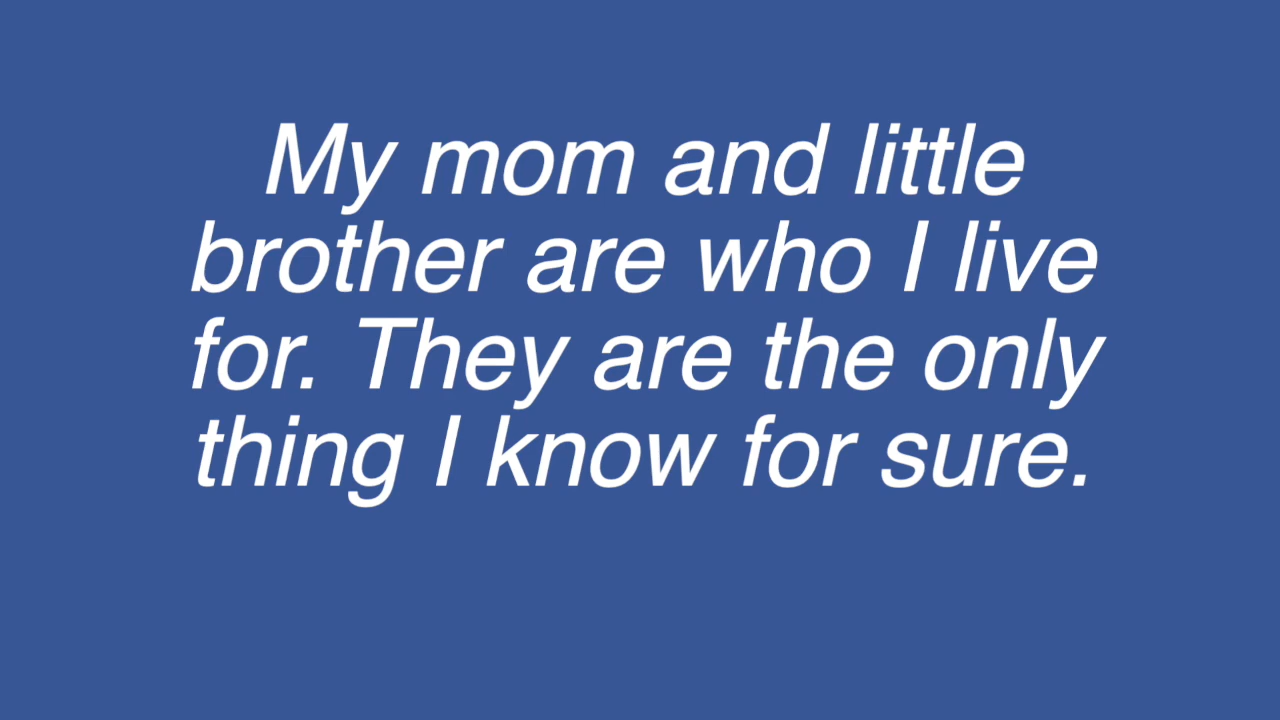 My mom and little
brother are who I live
for. They are the only
thing I know for sure.